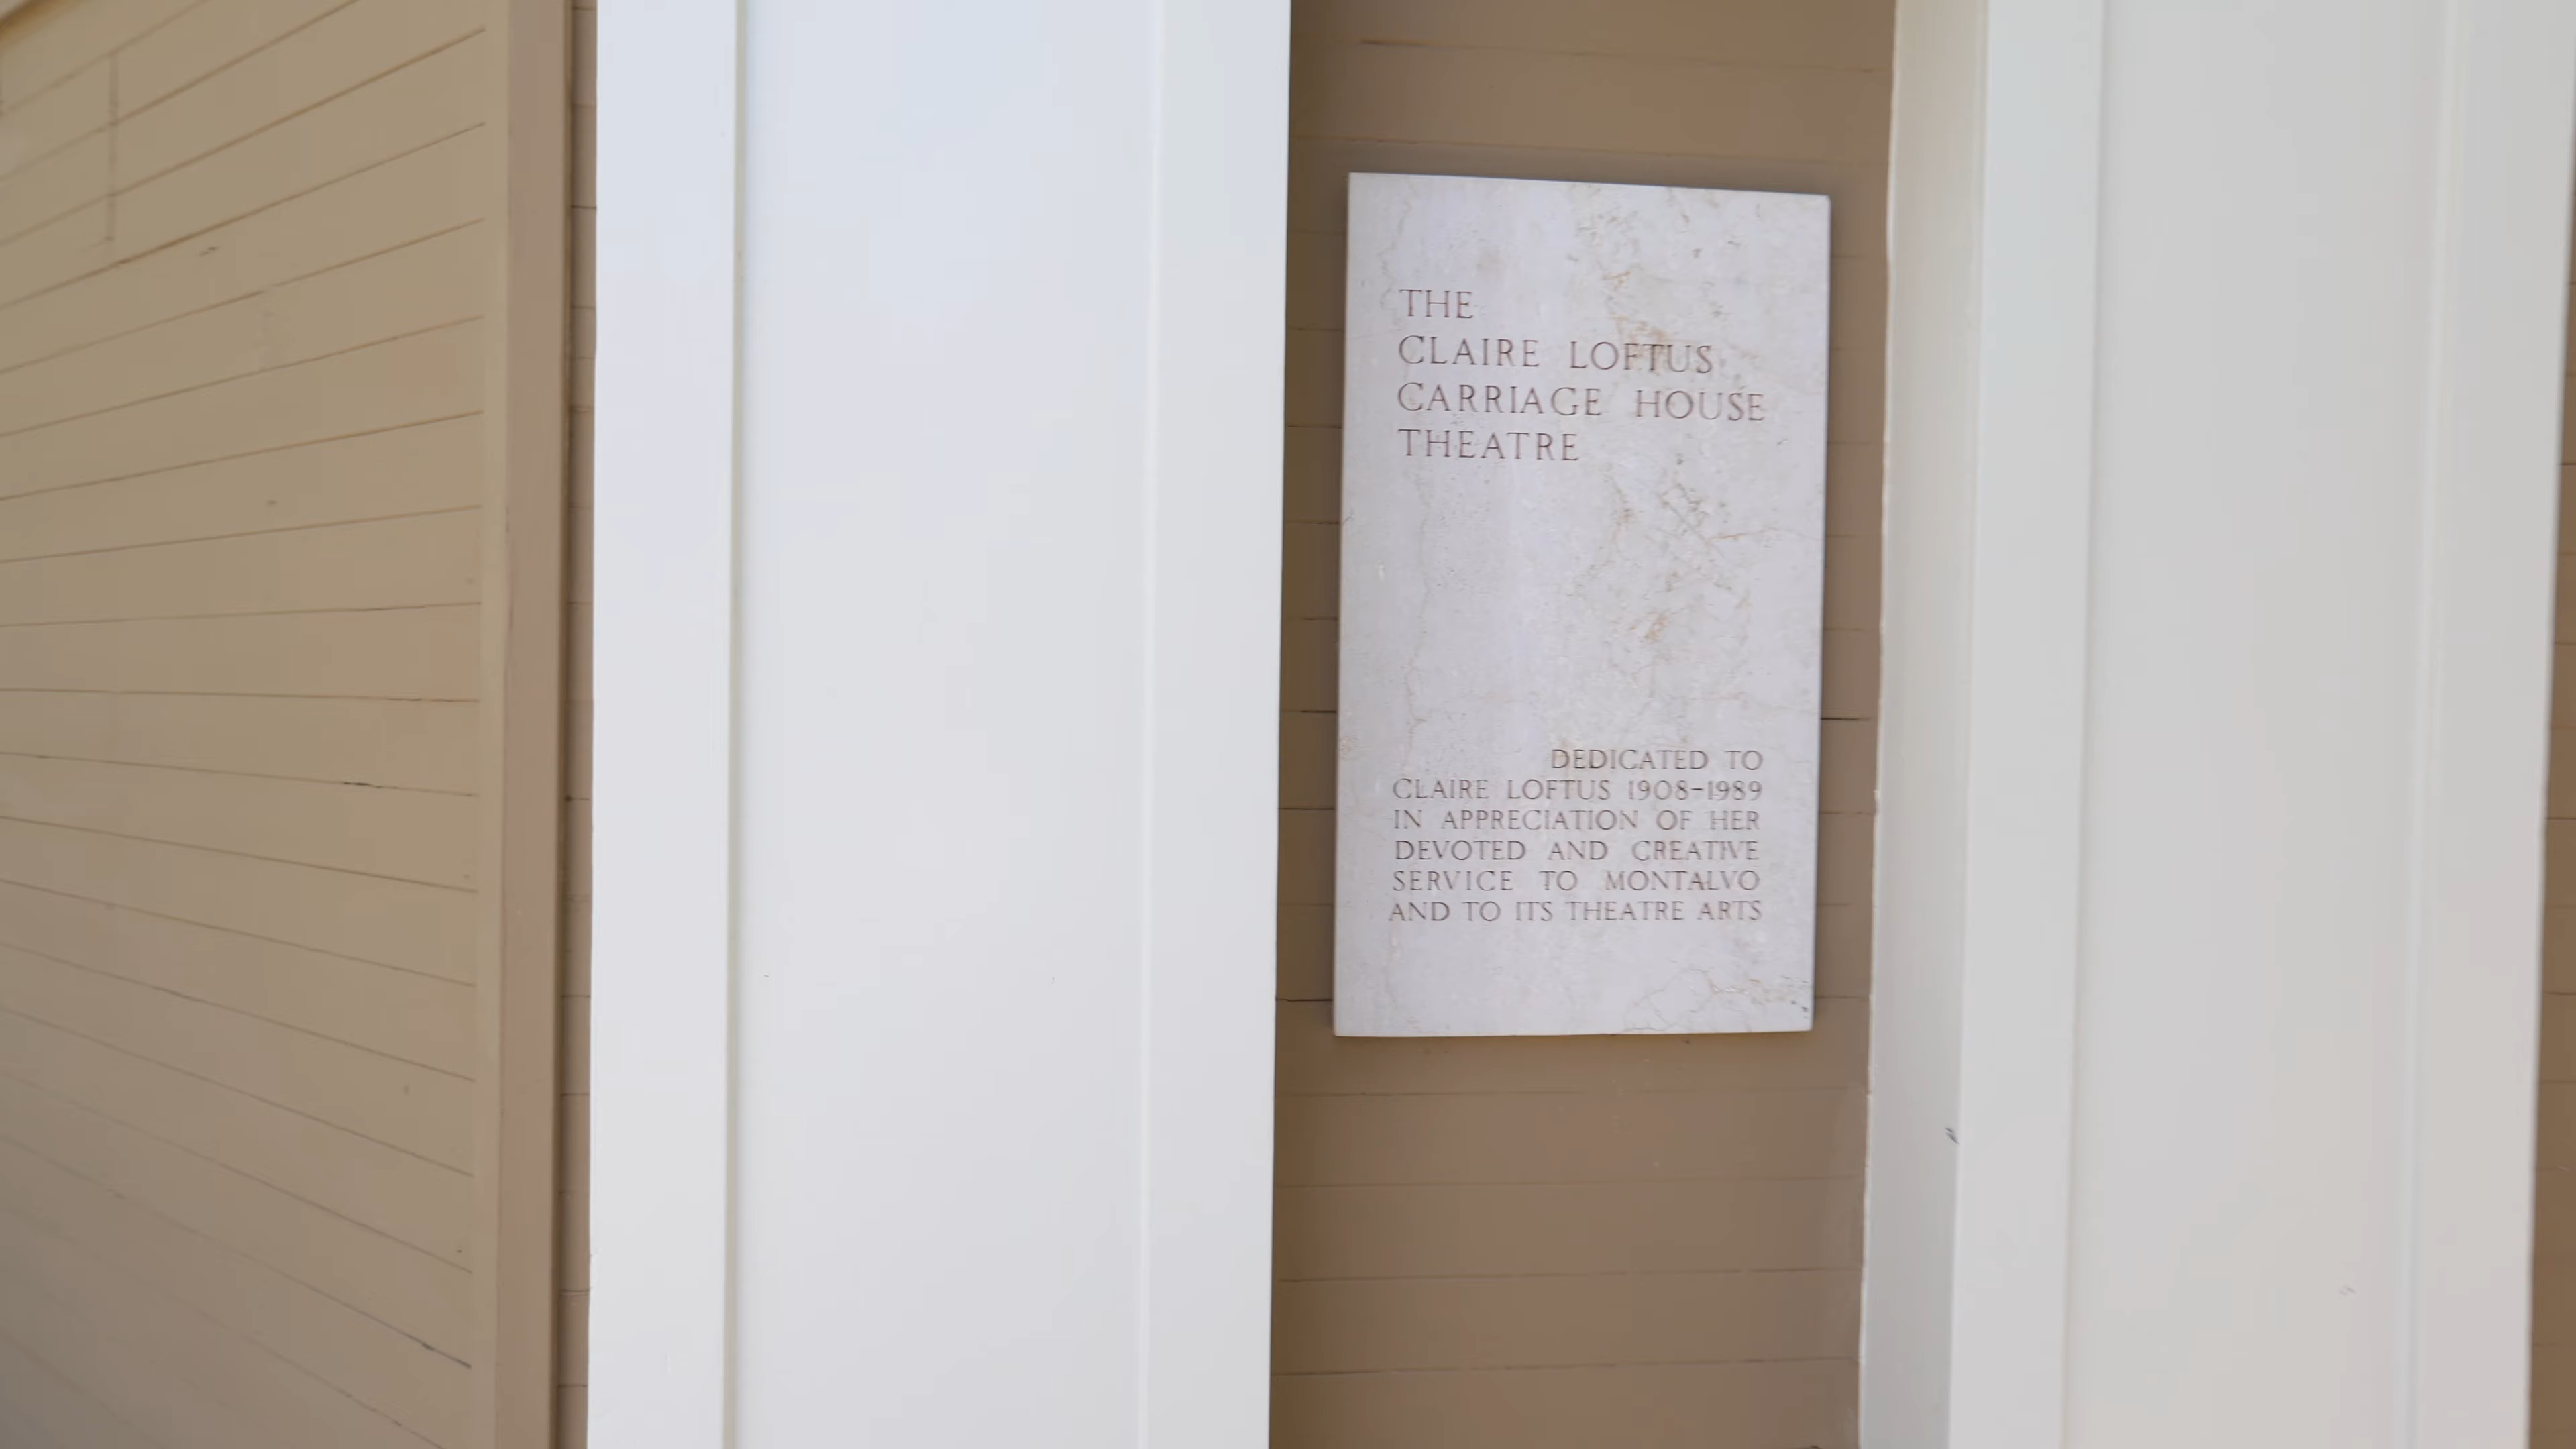 THE
CLAIRE LOFTUS
CARRIAGE HOUSE
THEATRE
DEDICATED TO
CLAIRE LOFTUS 1908-1989
IN APPRECIATION OF HER
DEVOTED AND CREATIVE
SERVICE TO MONTALVO
AND TO ITS THEATRE ARTS